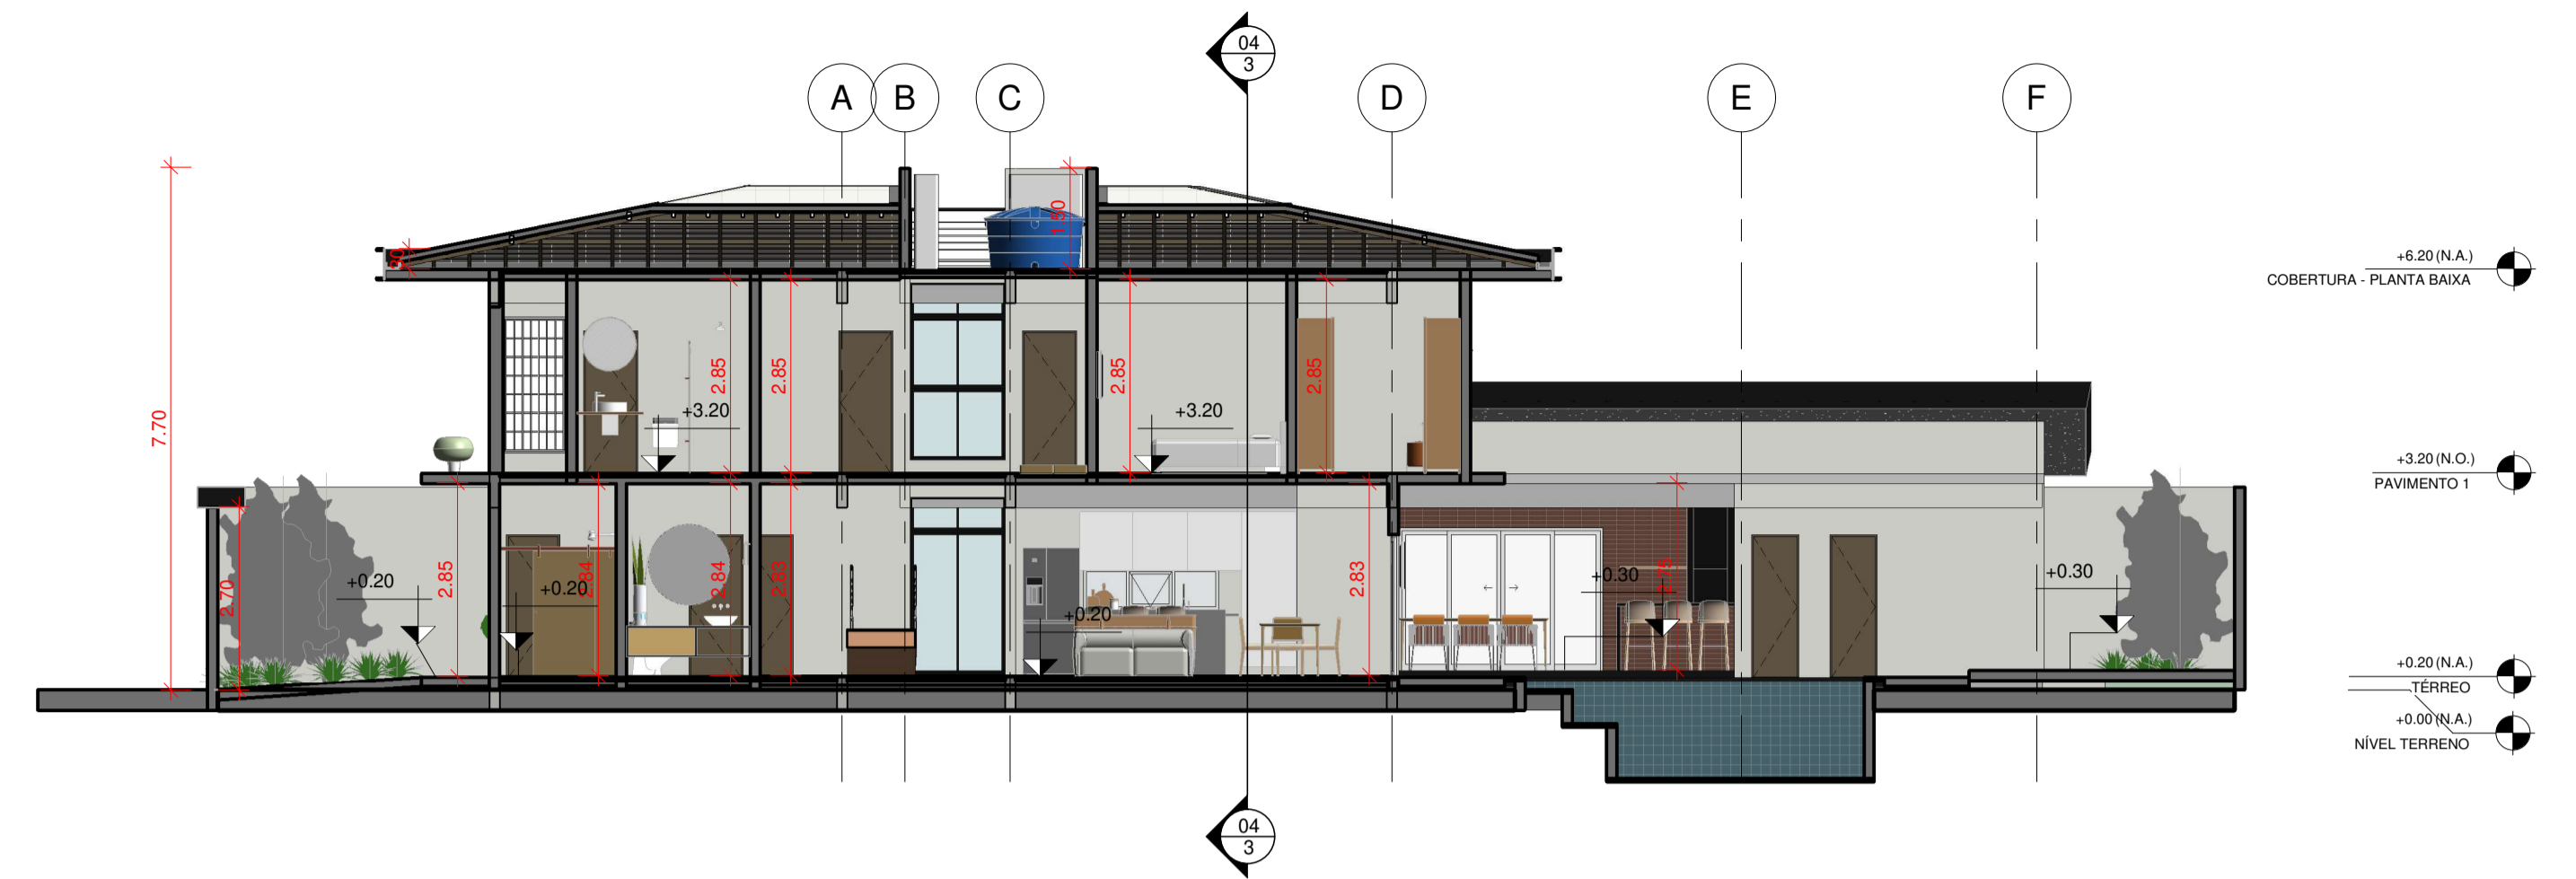 04
3
A
B
C
D
E
F
1.50
+6.20 (N.A.)
30
COBERTURA - PLANTA BAIXA
7.70
2.85
2.85
2.85
2.85
+3.20
+3.20
+3.20 (N.O.)
PAVIMENTO 1
+0.20
2.85
2.70
+0.20
2.84
2.84
2.83
+0.20
2.83
+0.30
2.75
+0.30
+0.20 (N.A.)
TÉRREO
+0.00 (N.A.)
NÍVEL TERRENO
04
3